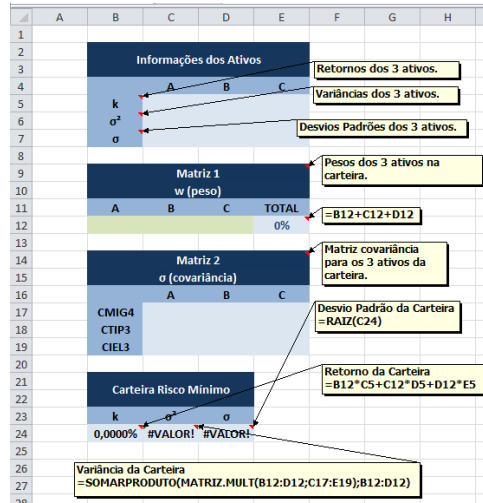 A B C D E F G H
1
2 Informações dos Ativos
3 Retornos dos 3 ativos.
4 A B C
Variâncias dos 3 ativos.
5 k
6 σ² Desvios Padrões dos 3 ativos.
7 σ
8
9 Matriz 1 Pesos dos 3 ativos na
carteira.
10 w (peso)
11 A B C TOTAL =B12+C12+D12
12 0%
13
14 Matriz 2 Matriz covariância
para os 3 ativos da
carteira.
15 σ (covariância)
16 A B C
17 CMIG4 Desvio Padrão da Carteira
=RAIZ(C24)
18 CTIP3
19 CIEL3
20
21 Carteira Risco Mínimo Retorno da Carteira
=B12*C5+C12*D5+D12*E5
22
23 k σ² σ
24 0,0000% #VALOR! #VALOR!
25
26 Variância da Carteira
27 =SOMARPRODUTO(MATRIZ.MULT(B12:D12;C17:E19);B12:D12)
28